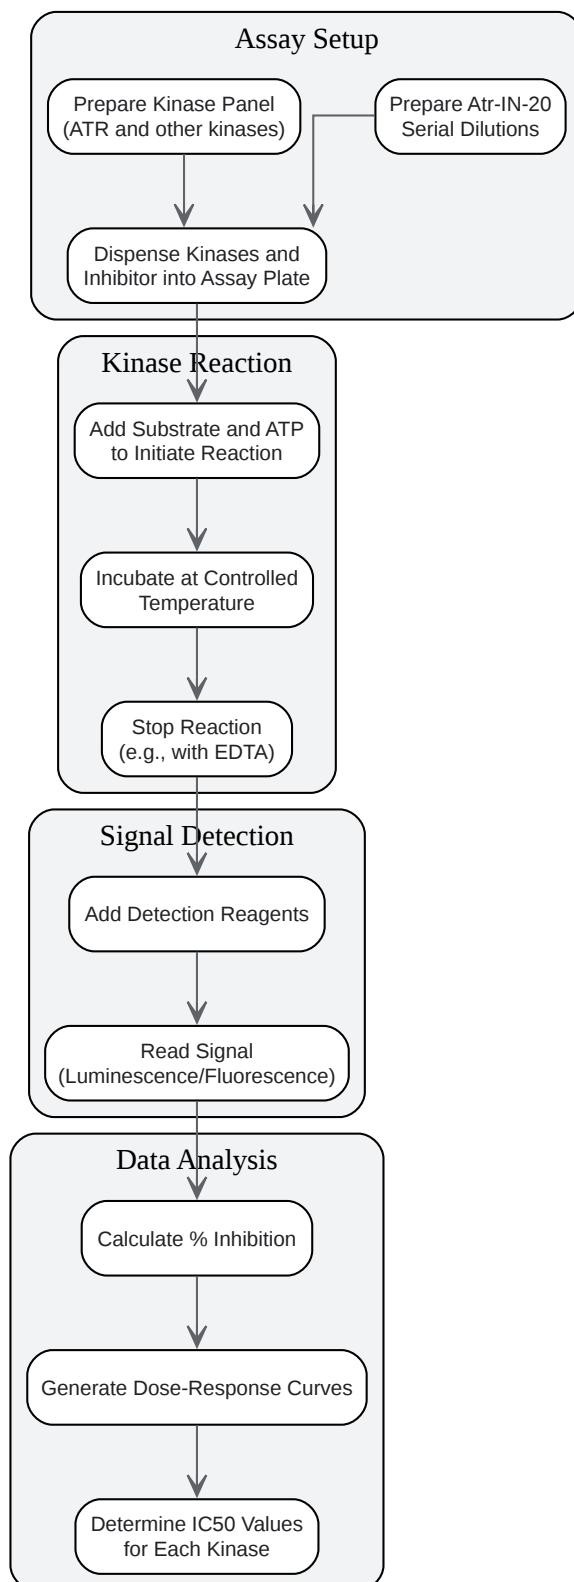 Assay Setup
Prepare Kinase Panel
(ATR and other kinases)
Prepare Atr-IN-20
Serial Dilutions
Dispense Kinases and
Inhibitor into Assay Plate
Kinase Reaction
Add Substrate and ATP
to Initiate Reaction
Incubate at Controlled
Temperature
Stop Reaction
(e.g., with EDTA)
Signal Detection
Add Detection Reagents
Read Signal
(Luminescence/Fluorescence)
Data Analysis
Calculate % Inhibition
Generate Dose-Response Curves
Determine IC50 Values
for Each Kinase